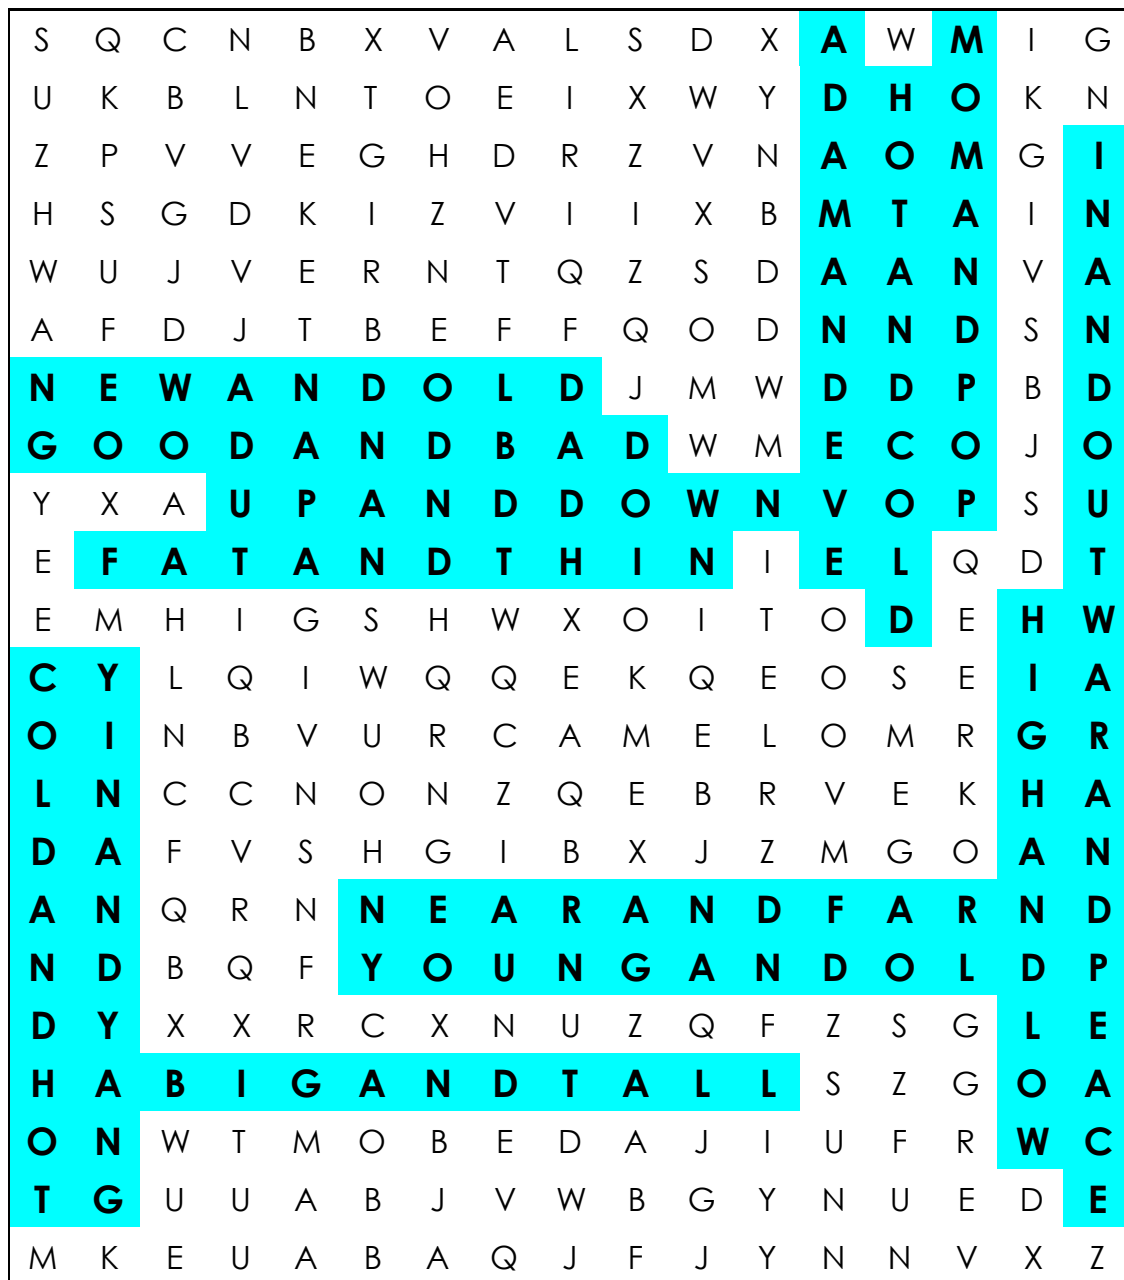 S Q C N B X V A L S D X A W M I G
U K B L N T O E I X W Y D H O K N
Z P V V E G H D R Z V N A O M G I
H S G D K I Z V I I X B M T A I N
W U J V E R N T Q Z S D A A N V A
A F D J T B E F F Q O D N N D S N
N E W A N D O L D J M W D D P B D
G O O D A N D B A D W M E C O J O
Y X A U P A N D D O W N V O P S U
E F A T A N D T H I N I E L Q D T
E M H I G S H W X O I T O D E H W
C Y L Q I W Q Q E K Q E O S E I A
O I N B V U R C A M E L O M R G R
L N C C N O N Z Q E B R V E K H A
D A F V S H G I B X J Z M G O A N
A N Q R N N E A R A N D F A R N D
N D B Q F Y O U N G A N D O L D P
D Y X X R C X N U Z Q F Z S G L E
H A B I G A N D T A L L S Z G O A
O N W T M O B E D A J I U F R W C
T G U U A B J V W B G Y N U E D E
M K E U A B A Q J F J Y N N V X Z